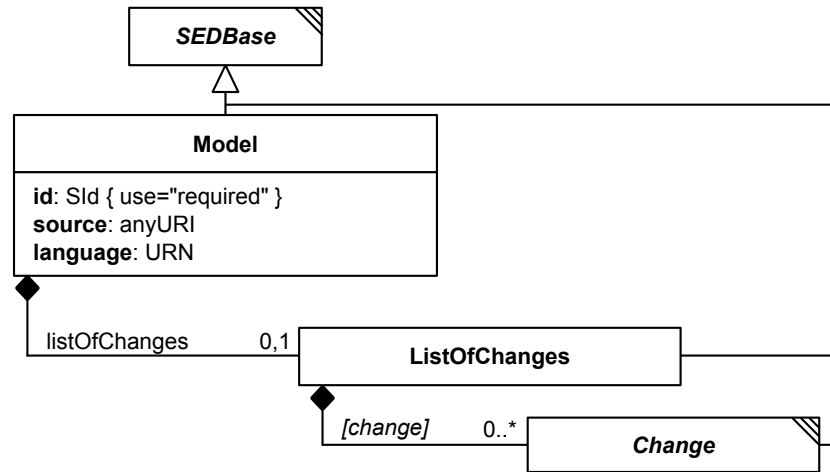 SEDBase
Model
id: SId { use="required" }
source: anyURI
language: URN
listOfChanges 0,1
ListOfChanges
[change] 0..*
Change